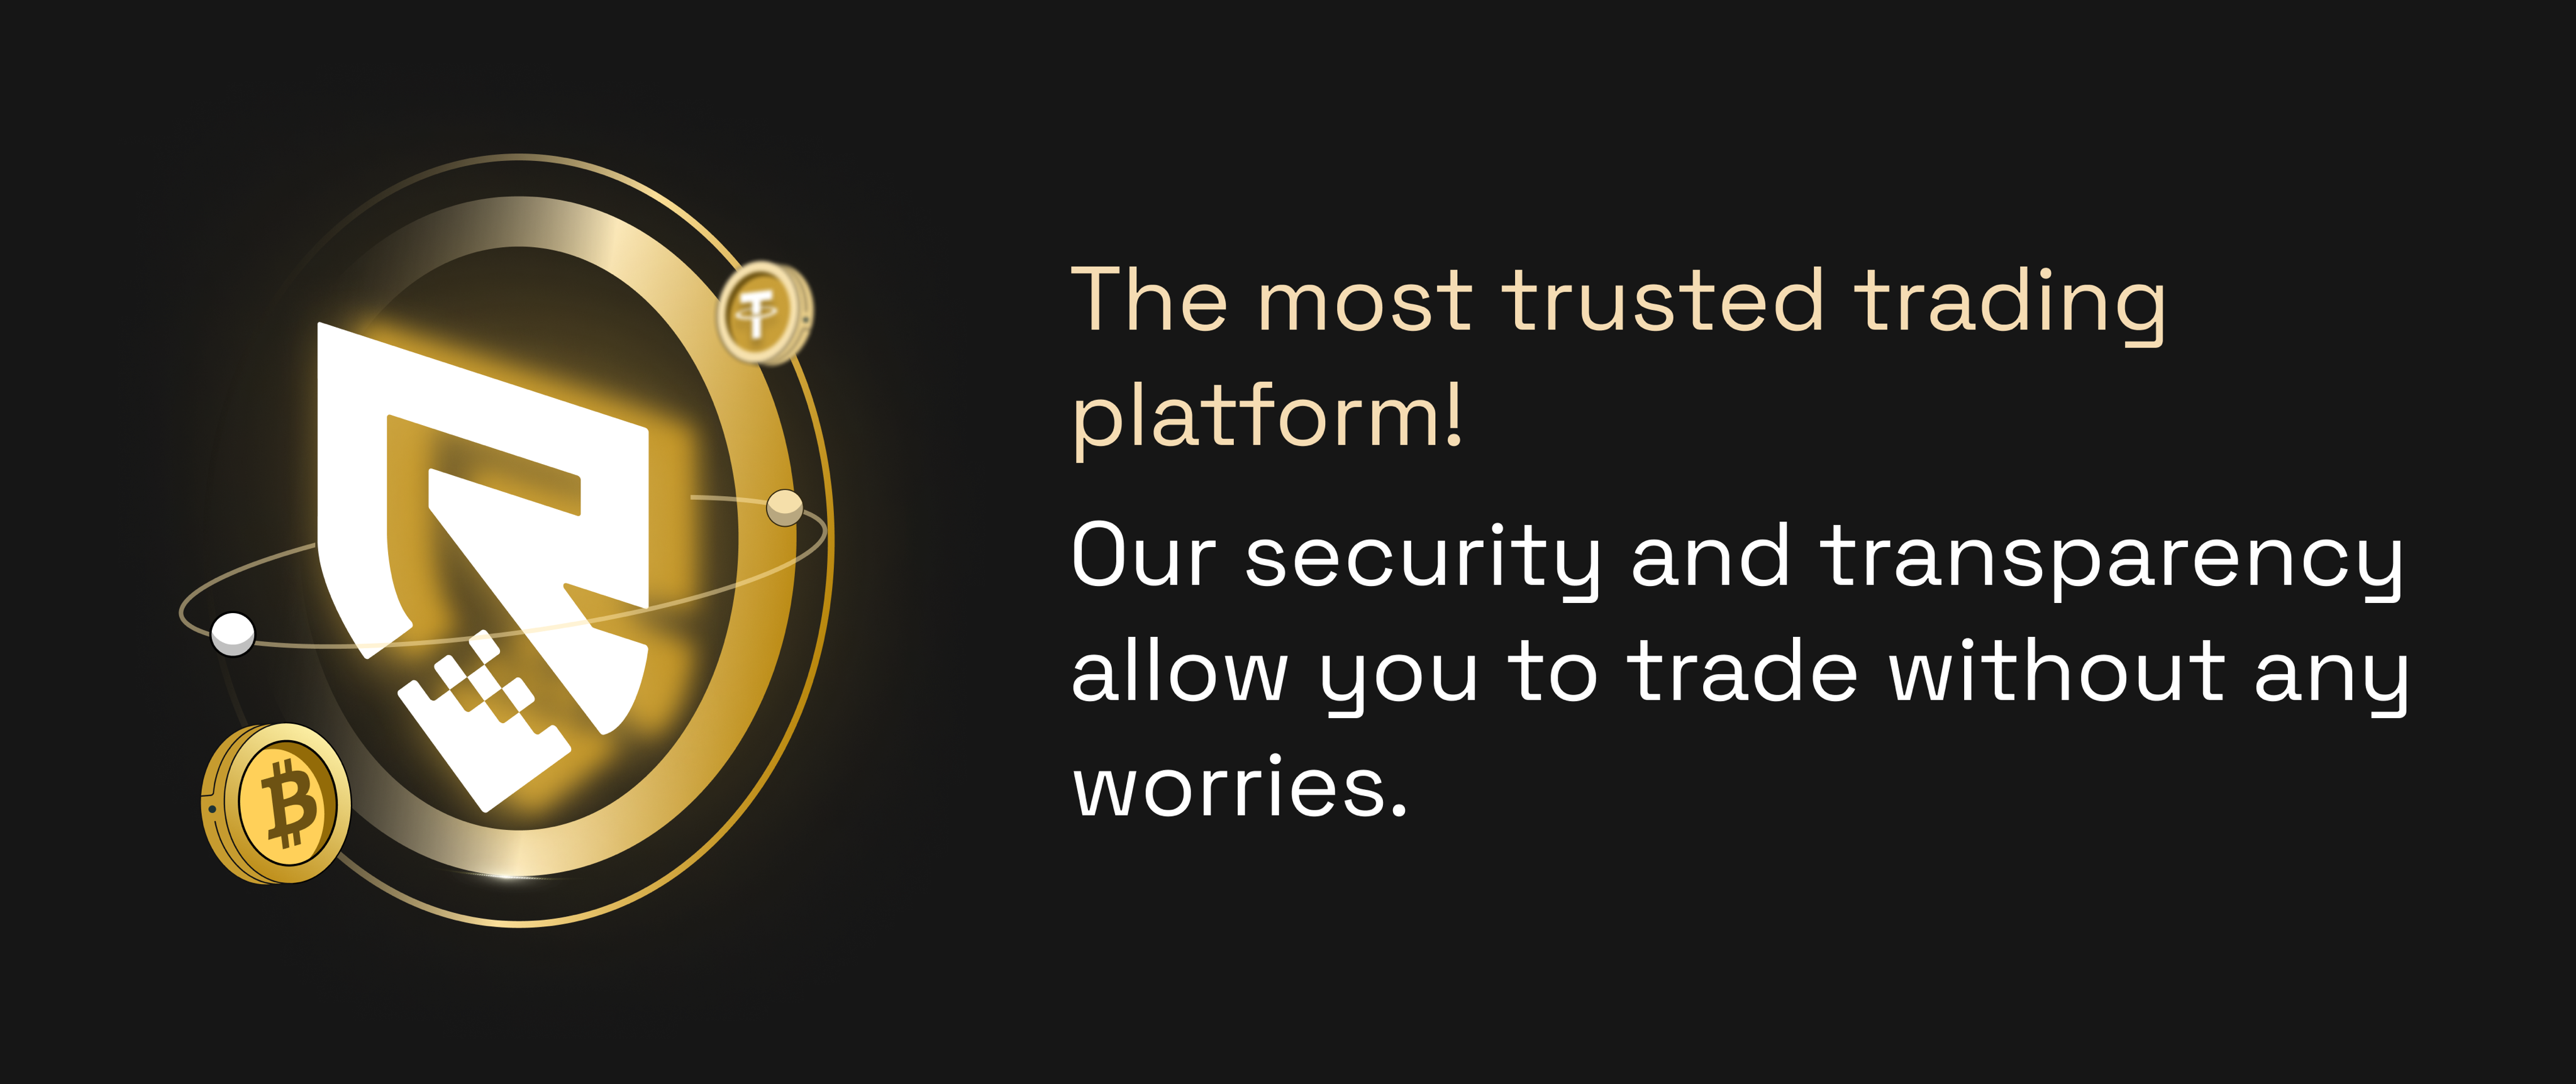 The most trusted trading
platform!
Our security and transparency
allow you to trade without any
worries.